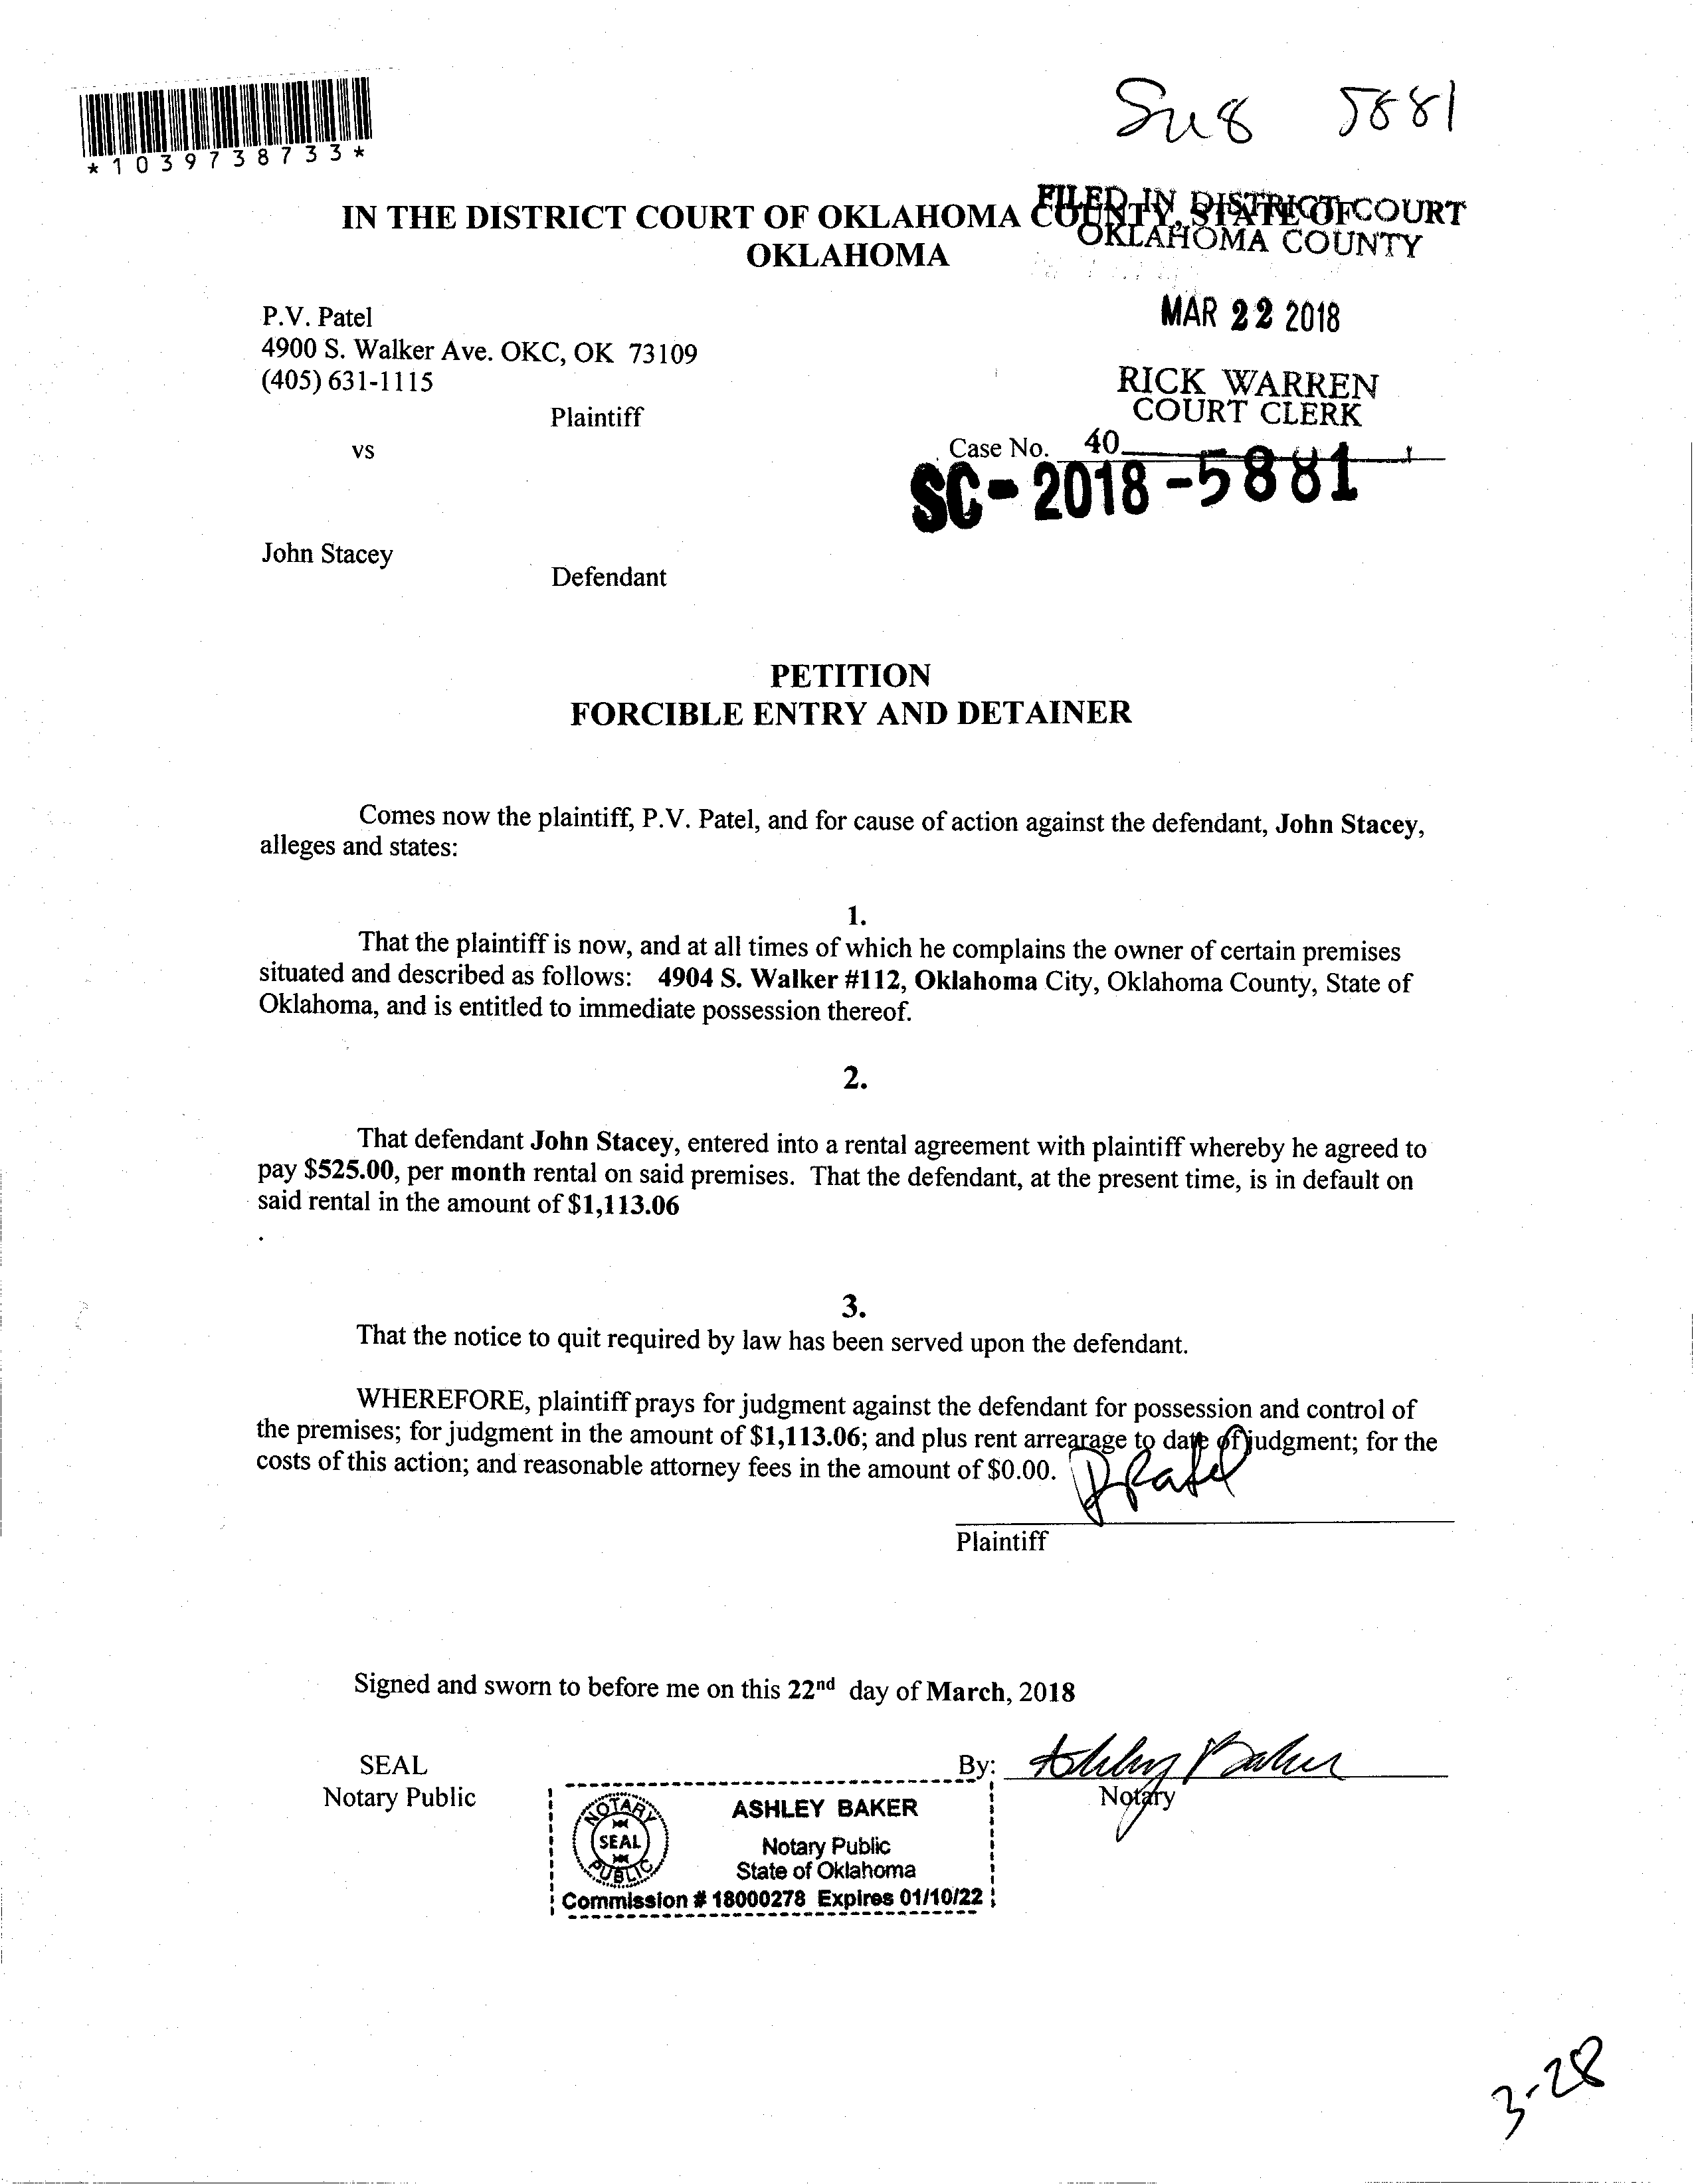 *1039738733*
5881
IN THE DISTRICT COURT OF OKLAHOMA COUNTY, STATE OF
OKLAHOMA
FILED IN DISTRICT COURT
OKLAHOMA COUNTY
MAR 22 2018
RICK WARREN
COURT CLERK
40
P.V. Patel
4900 S. Walker Ave. OKC, OK 73109
(405) 631-1115
Plaintiff
vs
Case No.
SC-2018-5881
John Stacey
Defendant
PETITION
FORCIBLE ENTRY AND DETAINER
Comes now the plaintiff, P.V. Patel, and for cause of action against the defendant, John Stacey,
alleges and states:
1.
That the plaintiff is now, and at all times of which he complains the owner of certain premises
situated and described as follows: 4904 S. Walker #112, Oklahoma City, Oklahoma County, State of
Oklahoma, and is entitled to immediate possession thereof.
2.
That defendant John Stacey, entered into a rental agreement with plaintiff whereby he agreed to
pay $525.00, per month rental on said premises. That the defendant, at the present time, is in default on
said rental in the amount of $1,113.06
.
3.
That the notice to quit required by law has been served upon the defendant.
WHEREFORE, plaintiff prays for judgment against the defendant for possession and control of
the premises; for judgment in the amount of $1,113.06; and plus rent arrearage to date of judgment; for the
costs of this action; and reasonable attorney fees in the amount of $0.00.
PPatel
Plaintiff
Signed and sworn to before me on this 22nd day of March, 2018
SEAL
Notary Public
By: Ashley Baker
Notary
NOTARY
SEAL
PUBLIC
ASHLEY BAKER
Notary Public
State of Oklahoma
Commission # 18000278 Expires 01/10/22
3-28